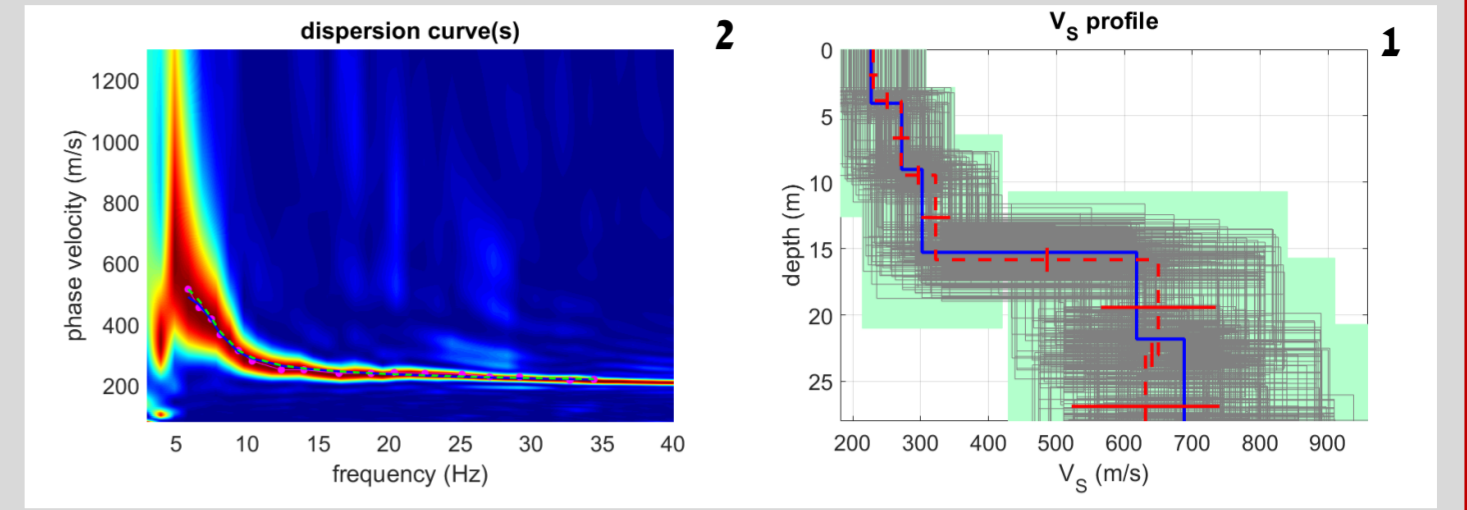 dispersion curve(s)
2
1200
1000
800
600
400
200
phase velocity (m/s)
5 10 15 20 25 30 35 40
frequency (Hz)
VS profile
1
0
5
10
15
20
25
depth (m)
200 300 400 500 600 700 800 900
VS (m/s)